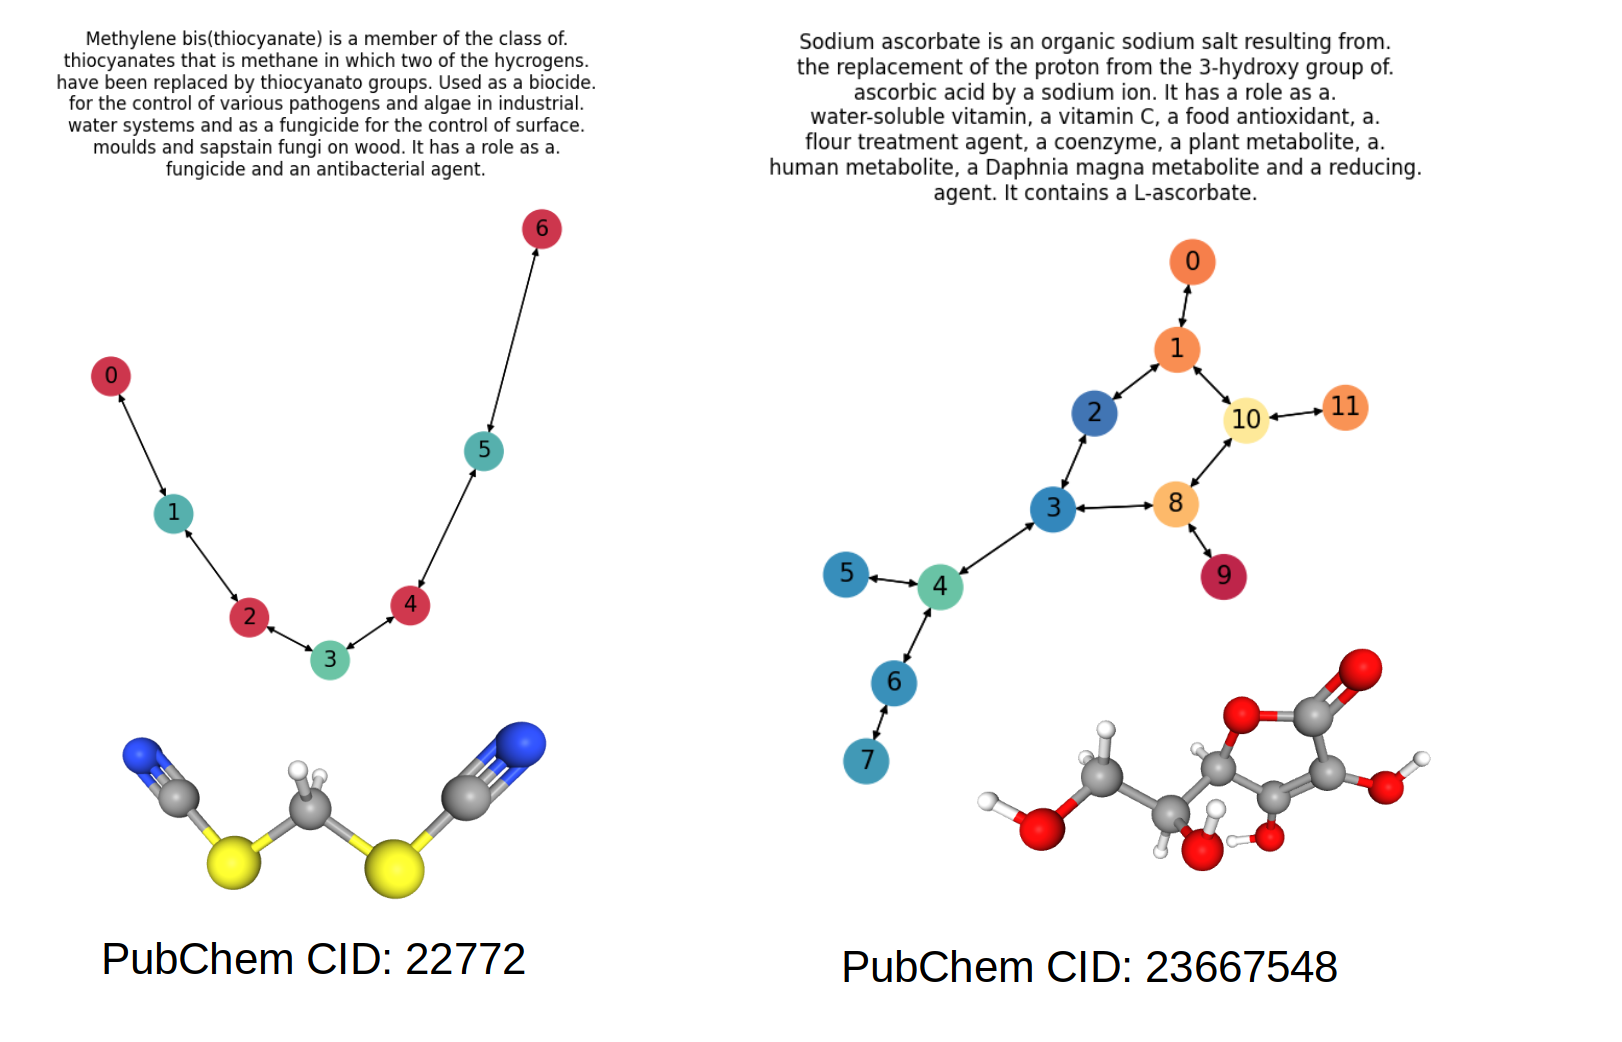 Methylene bis(thiocyanate) is a member of the class of.
thiocyanates that is methane in which two of the hycrogens.
have been replaced by thiocyanato groups. Used as a biocide.
for the control of various pathogens and algae in industrial.
water systems and as a fungicide for the control of surface.
moulds and sapstain fungi on wood. It has a role as a.
fungicide and an antibacterial agent.
6
0
5
1
4
2
3
PubChem CID: 22772
Sodium ascorbate is an organic sodium salt resulting from.
the replacement of the proton from the 3-hydroxy group of.
ascorbic acid by a sodium ion. It has a role as a.
water-soluble vitamin, a vitamin C, a food antioxidant, a.
flour treatment agent, a coenzyme, a plant metabolite, a.
human metabolite, a Daphnia magna metabolite and a reducing.
agent. It contains a L-ascorbate.
0
1
2
10
11
3
8
5
4
9
6
7
PubChem CID: 23667548